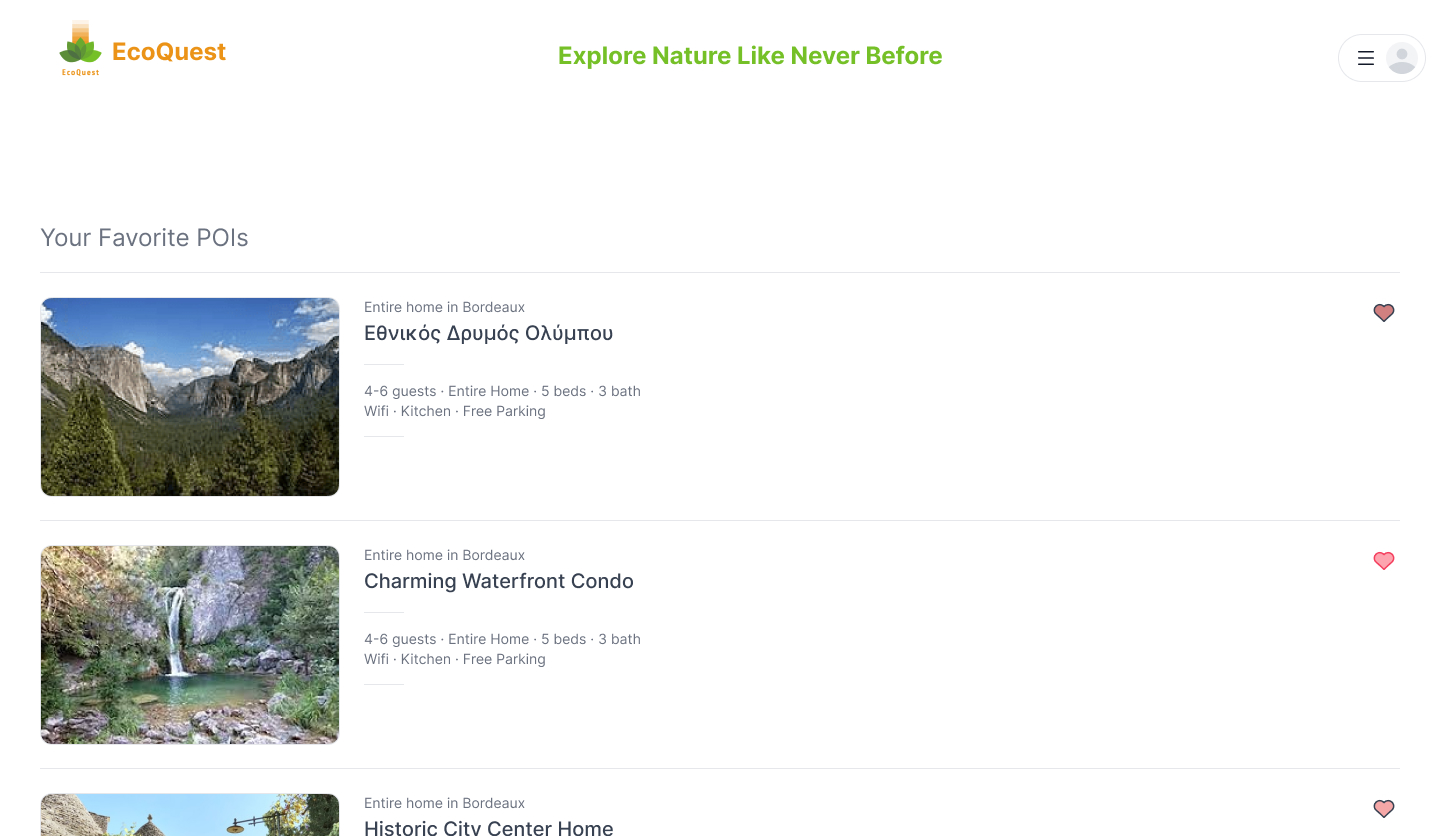 EcoQuest
EcoQuest
Explore Nature Like Never Before
Your Favorite POIs
Entire home in Bordeaux
Εθνικός Δρυμός Ολύμπου
4-6 guests · Entire Home · 5 beds · 3 bath
Wifi · Kitchen · Free Parking
Entire home in Bordeaux
Charming Waterfront Condo
4-6 guests · Entire Home · 5 beds · 3 bath
Wifi · Kitchen · Free Parking
Entire home in Bordeaux
Historic City Center Home